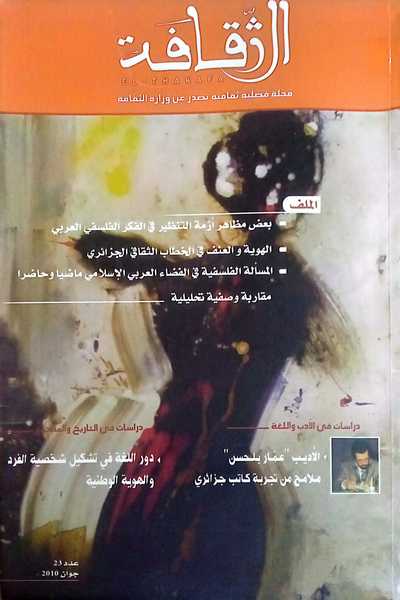 الثقافة
EL-THAKAFA
مجلة فصلية ثقافية تصدر عن وزارة الثقافة
الملف
بعض مظاهر أزمة التنظير في الفكر الفلسفي العربي
الهوية و العنف في الخطاب الثقافي الجزائري
المسألة الفلسفية في الفضاء العربي الإسلامي ماضيا وحاضرا
مقاربة وصفية تحليلية
دراسات في الأدب واللغة
الأديب "عمار بلحسن"
ملامح من تجربة كاتب جزائري
دراسات في التاريخ
دور اللغة في تشكيل شخصية الفرد
والهوية الوطنية
عدد 23
جوان 2010